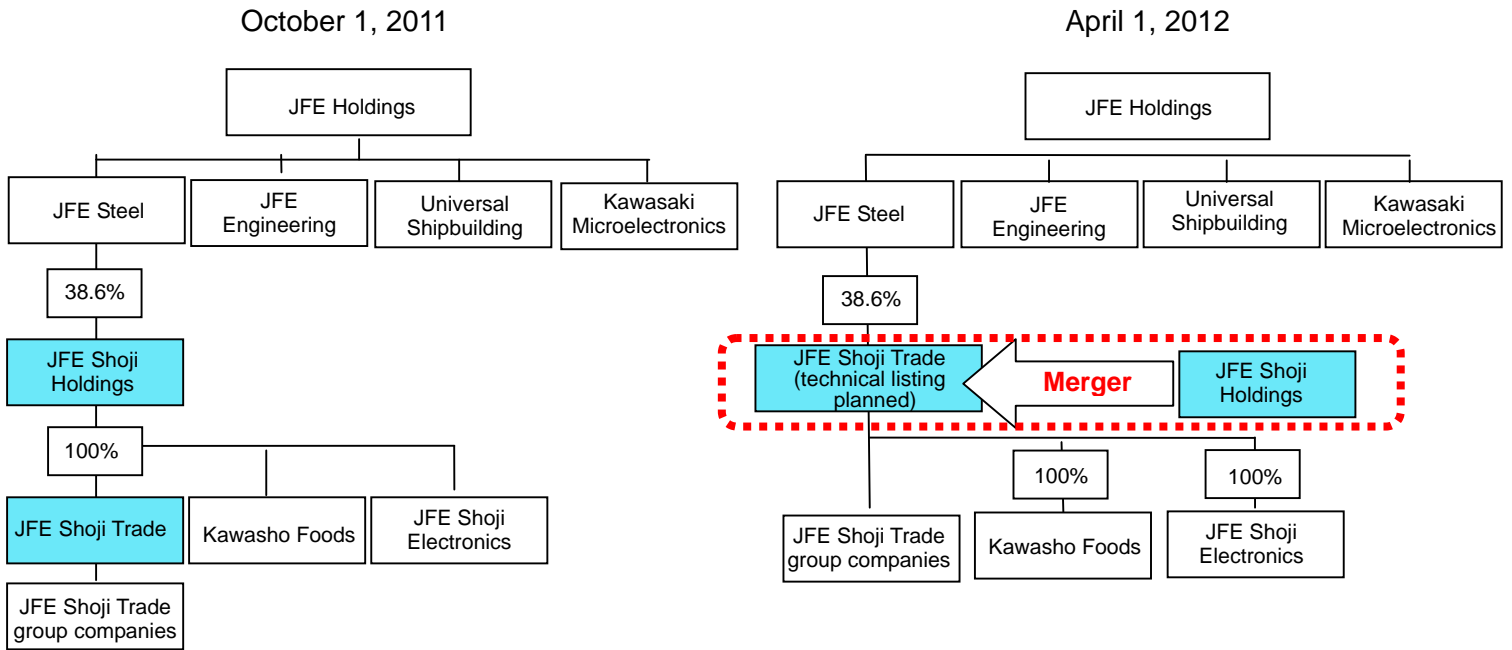 October 1, 2011
JFE Holdings
JFE Steel
JFE
Engineering
Universal
Shipbuilding
Kawasaki
Microelectronics
38.6%
JFE Shoji
Holdings
100%
JFE Shoji Trade
Kawasho Foods
JFE Shoji
Electronics
JFE Shoji Trade
group companies
April 1, 2012
JFE Holdings
JFE Steel
JFE
Engineering
Universal
Shipbuilding
Kawasaki
Microelectronics
38.6%
JFE Shoji Trade
(technical listing
planned)
Merger
JFE Shoji
Holdings
100%
100%
JFE Shoji Trade
group companies
Kawasho Foods
JFE Shoji
Electronics